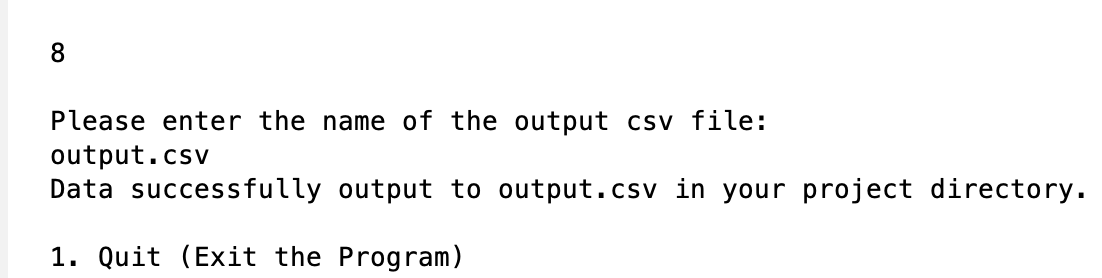 8
Please enter the name of the output csv file:
output.csv
Data successfully output to output.csv in your project directory.
1. Quit (Exit the Program)